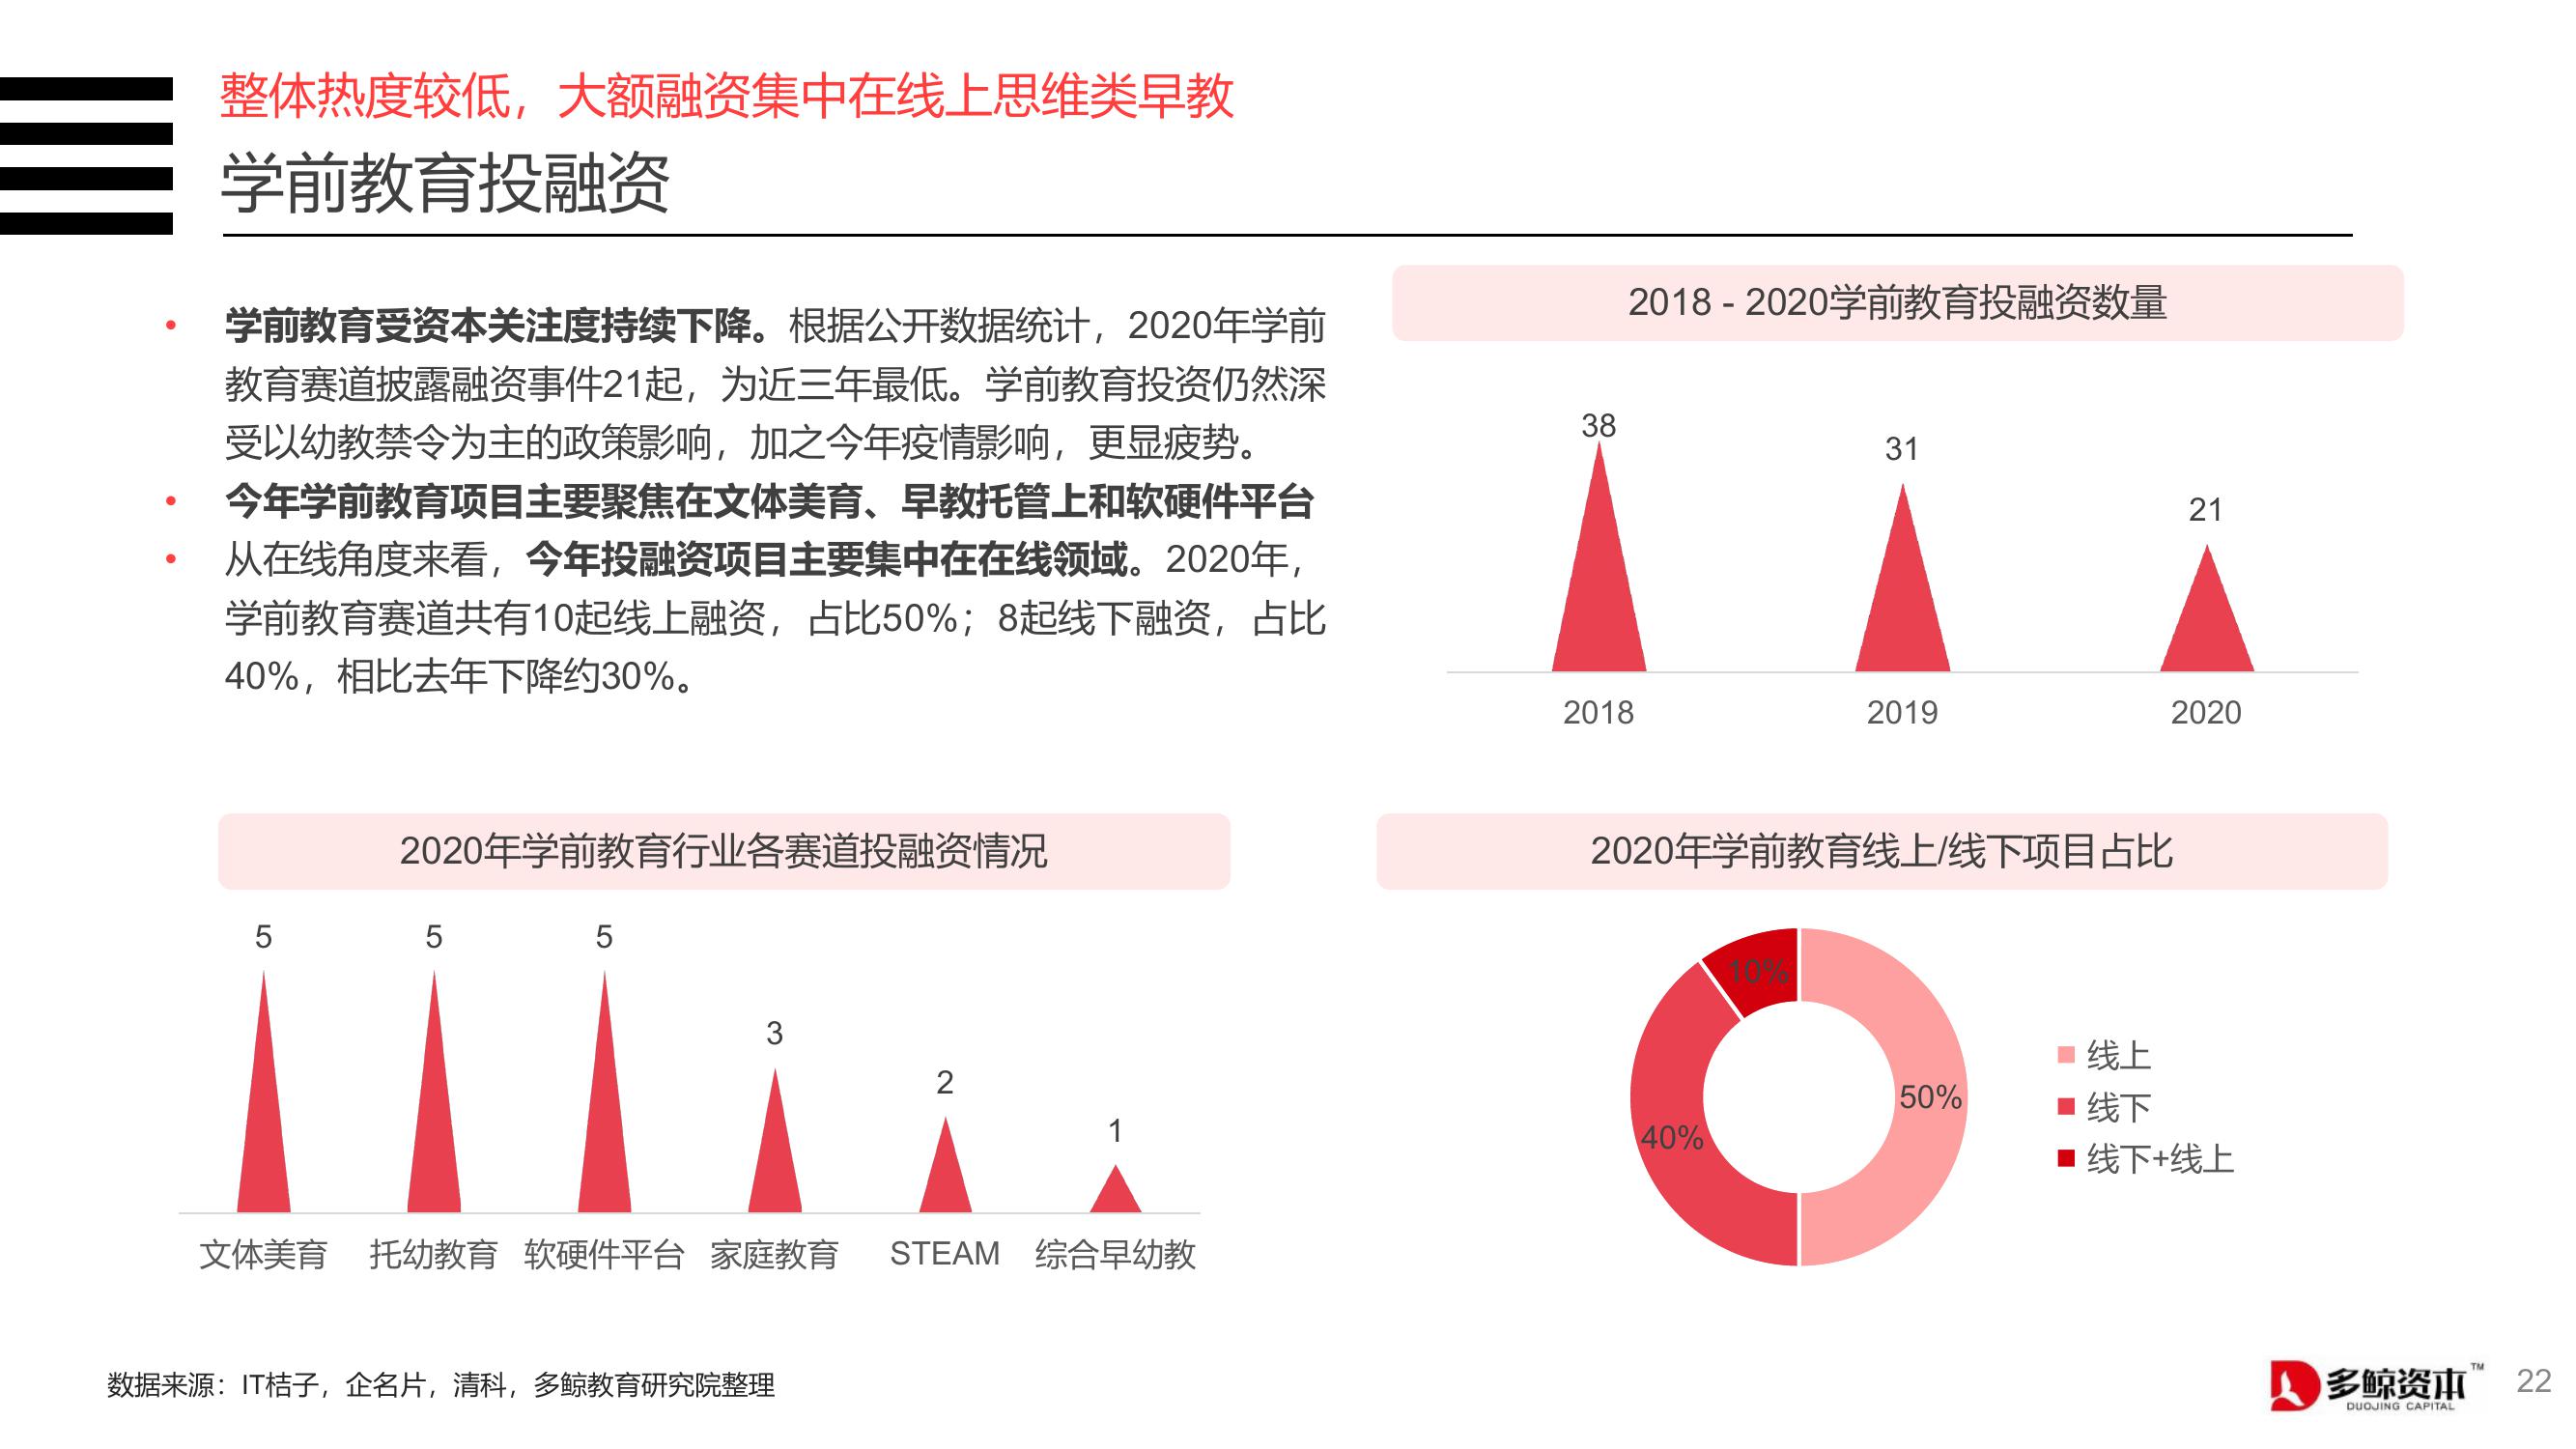 整体热度较低，大额融资集中在线上思维类早教
学前教育投融资
• 学前教育受资本关注度持续下降。根据公开数据统计，2020年学前
教育赛道披露融资事件21起，为近三年最低。学前教育投资仍然深
受以幼教禁令为主的政策影响，加之今年疫情影响，更显疲势。
• 今年学前教育项目主要聚焦在文体美育、早教托管上和软硬件平台
• 从在线角度来看，今年投融资项目主要集中在在线领域。2020年，
学前教育赛道共有10起线上融资，占比50%；8起线下融资，占比
40%，相比去年下降约30%。
2018 - 2020学前教育投融资数量
38
31
21
2018 2019 2020
2020年学前教育行业各赛道投融资情况
5 5 5 3 2 1
文体美育 托幼教育 软硬件平台 家庭教育 STEAM 综合早幼教
2020年学前教育线上/线下项目占比
10%
50%
40%
线上
线下
线下+线上
数据来源：IT桔子，企名片，清科，多鲸教育研究院整理
多鲸资本™
DUOJING CAPITAL
22